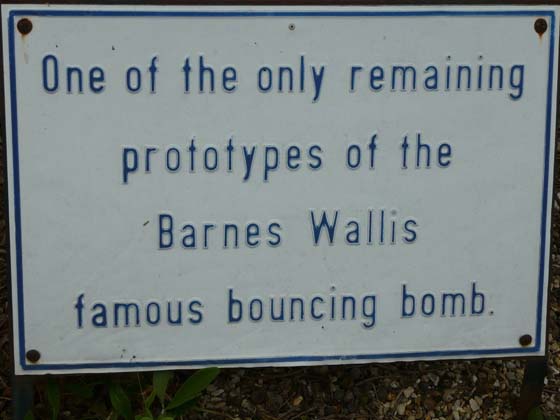 One of the only remaining
prototypes of the
Barnes Wallis
famous bouncing bomb.